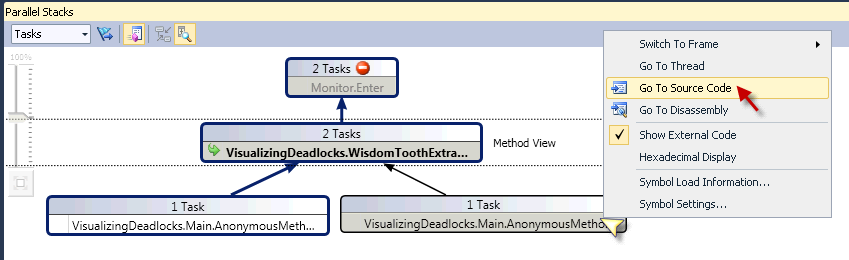 Parallel Stacks
Tasks
100%
2 Tasks
Monitor.Enter
2 Tasks
VisualizingDeadlocks.WisdomToothExtra...
Method View
1 Task
VisualizingDeadlocks.Main.AnonymousMeth...
1 Task
VisualizingDeadlocks.Main.AnonymousMetho...
Switch To Frame
Go To Thread
Go To Source Code
Go To Disassembly
Show External Code
Hexadecimal Display
Symbol Load Information...
Symbol Settings...